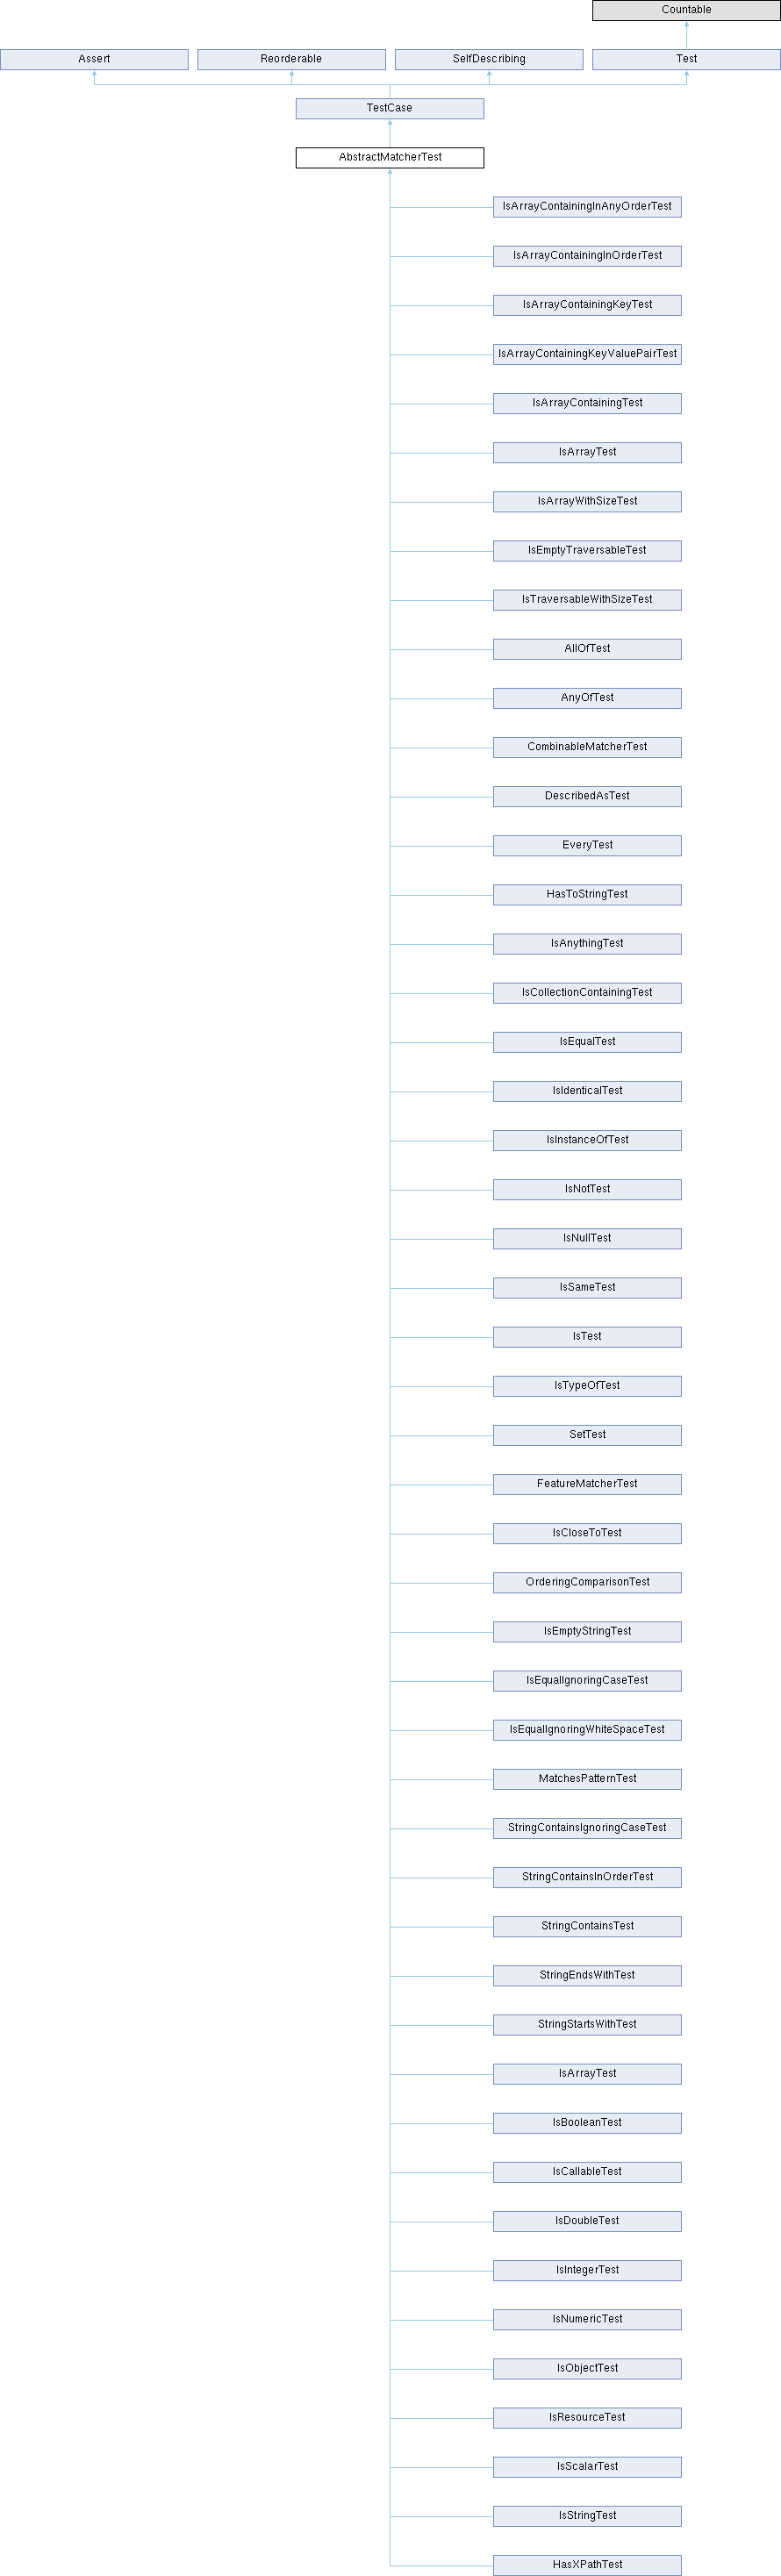 Countable
Assert
Reorderable
SelfDescribing
Test
TestCase
AbstractMatcherTest
IsArrayContainingInAnyOrderTest
IsArrayContainingInOrderTest
IsArrayContainingKeyTest
IsArrayContainingKeyValuePairTest
IsArrayContainingTest
IsArrayTest
IsArrayWithSizeTest
IsEmptyTraversableTest
IsTraversableWithSizeTest
AllOfTest
AnyOfTest
CombinableMatcherTest
DescribedAsTest
EveryTest
HasToStringTest
IsAnythingTest
IsCollectionContainingTest
IsEqualTest
IsIdenticalTest
IsInstanceOfTest
IsNotTest
IsNullTest
IsSameTest
IsTest
IsTypeOfTest
SetTest
FeatureMatcherTest
IsCloseToTest
OrderingComparisonTest
IsEmptyStringTest
IsEqualIgnoringCaseTest
IsEqualIgnoringWhiteSpaceTest
MatchesPatternTest
StringContainsIgnoringCaseTest
StringContainsInOrderTest
StringContainsTest
StringEndsWithTest
StringStartsWithTest
IsArrayTest
IsBooleanTest
IsCallableTest
IsDoubleTest
IsIntegerTest
IsNumericTest
IsObjectTest
IsResourceTest
IsScalarTest
IsStringTest
HasXPathTest